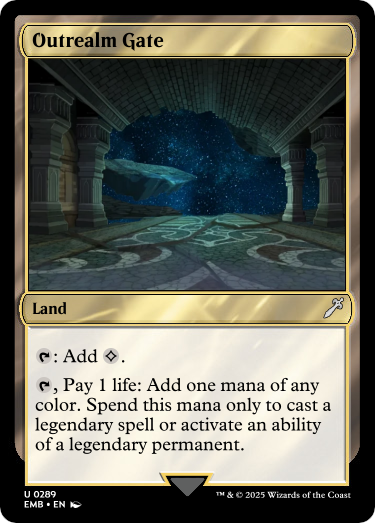 Outrealm Gate
Land
: Add .
, Pay 1 life: Add one mana of any
color. Spend this mana only to cast a
legendary spell or activate an ability
of a legendary permanent.
U 0289
EMB • EN
™ & © 2025 Wizards of the Coast